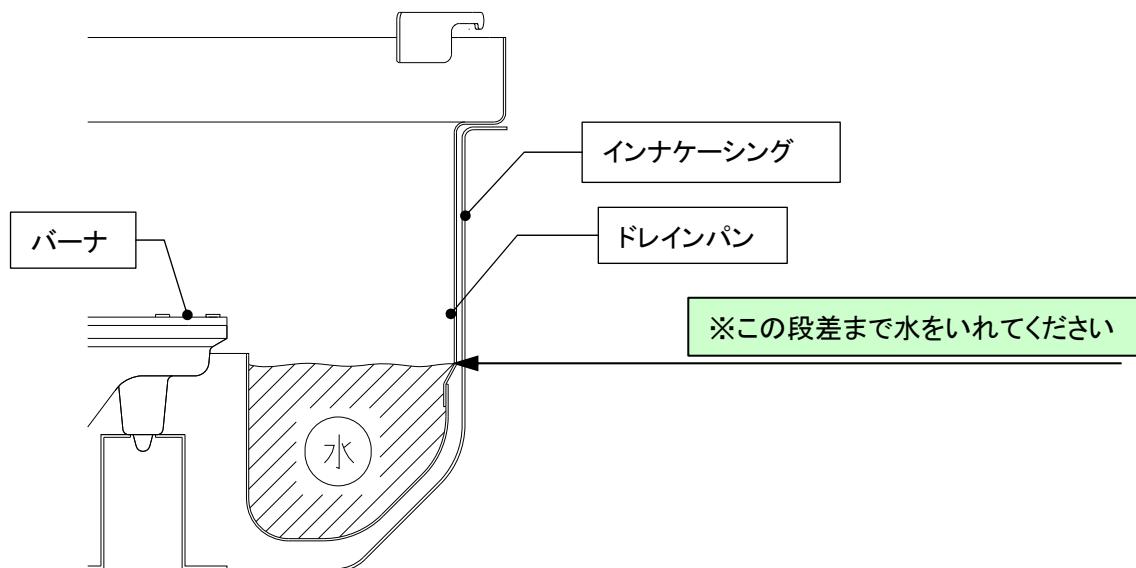 インナケーシング
バーナ
ドレインパン
※この段差まで水をいれてください
水